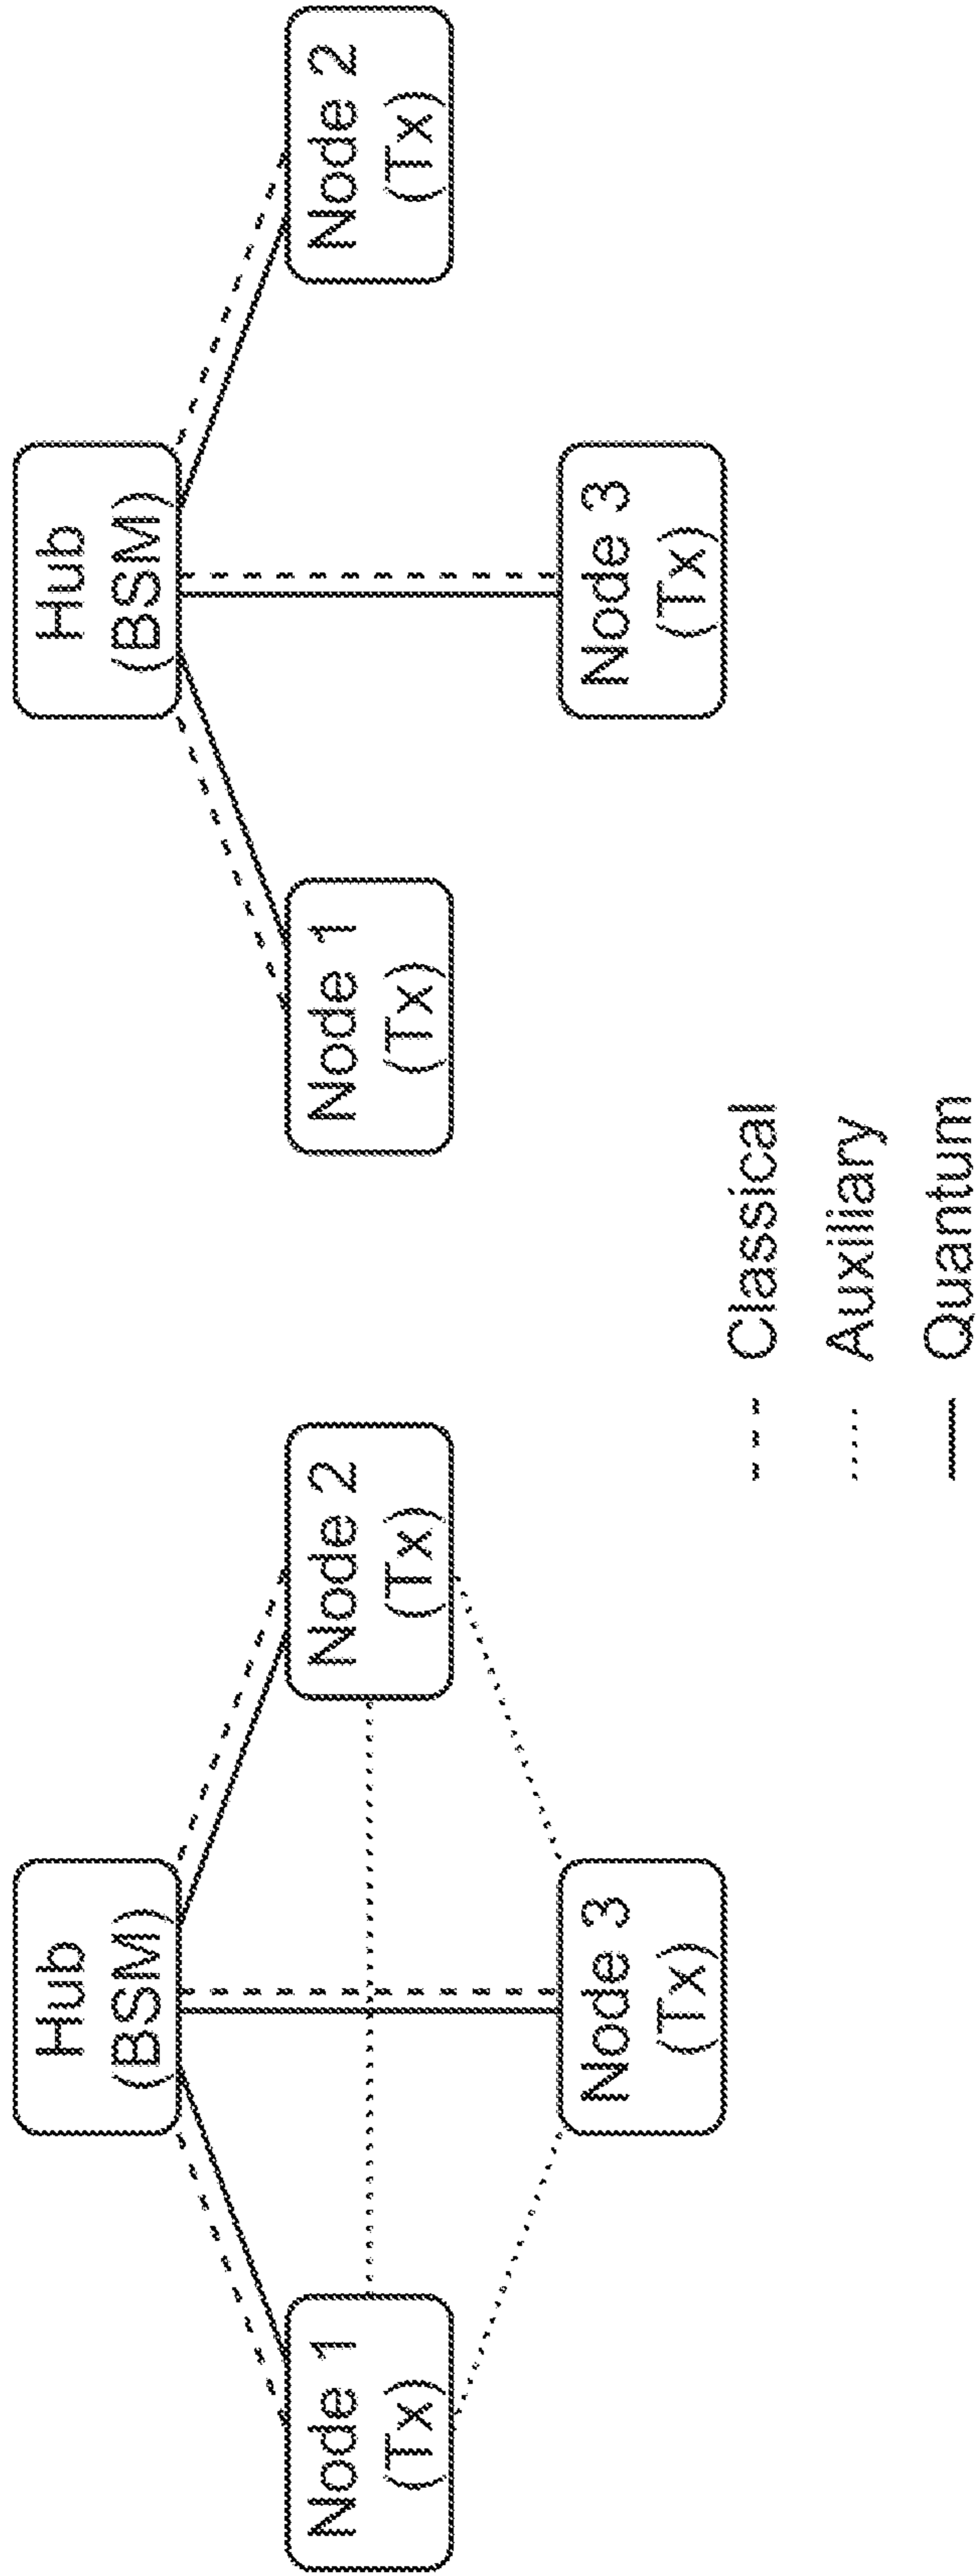 Hub
(BSM)
Node 1
(Tx)
Node 2
(Tx)
Node 3
(Tx)
Hub
(BSM)
Node 1
(Tx)
Node 2
(Tx)
Node 3
(Tx)
Classical
Auxiliary
Quantum